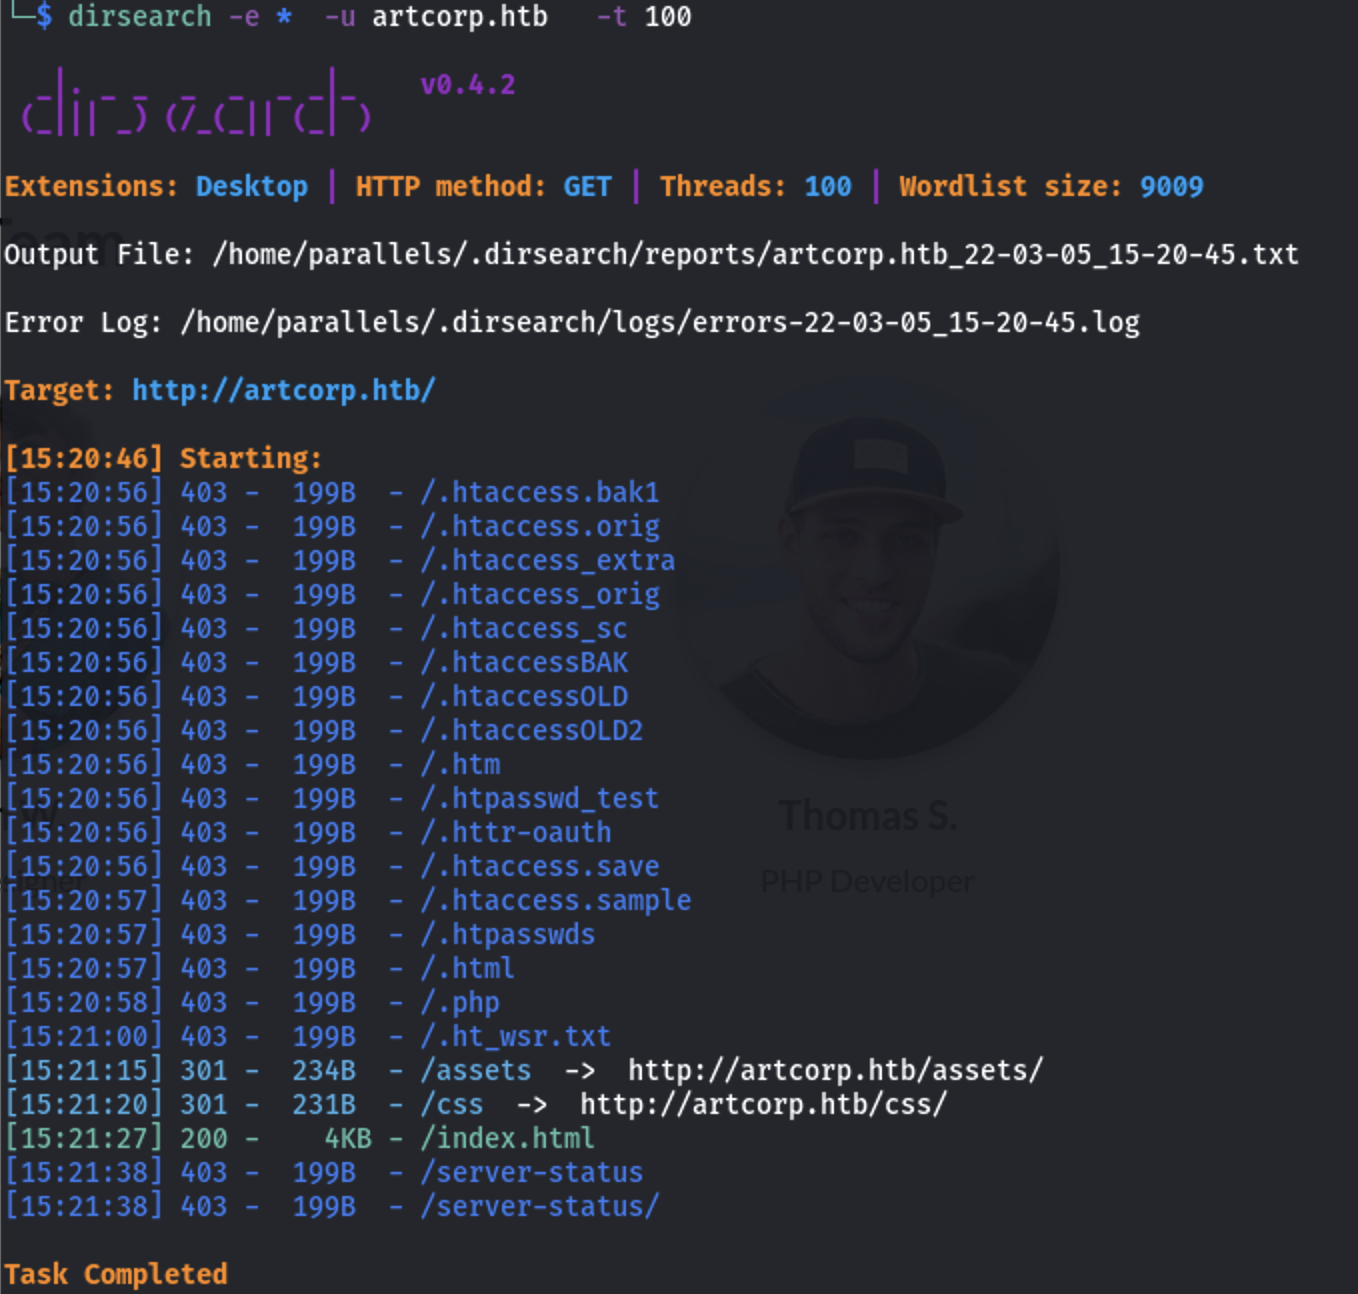 └─$ dirsearch -e *  -u artcorp.htb   -t 100
v0.4.2
Extensions: Desktop | HTTP method: GET | Threads: 100 | Wordlist size: 9009
Output File: /home/parallels/.dirsearch/reports/artcorp.htb_22-03-05_15-20-45.txt
Error Log: /home/parallels/.dirsearch/logs/errors-22-03-05_15-20-45.log
Target: http://artcorp.htb/
[15:20:46] Starting:
[15:20:56] 403 -  199B  - /.htaccess.bak1
[15:20:56] 403 -  199B  - /.htaccess.orig
[15:20:56] 403 -  199B  - /.htaccess_extra
[15:20:56] 403 -  199B  - /.htaccess_orig
[15:20:56] 403 -  199B  - /.htaccess_sc
[15:20:56] 403 -  199B  - /.htaccessBAK
[15:20:56] 403 -  199B  - /.htaccessOLD
[15:20:56] 403 -  199B  - /.htaccessOLD2
[15:20:56] 403 -  199B  - /.htm
[15:20:56] 403 -  199B  - /.htpasswd_test
[15:20:56] 403 -  199B  - /.httr-oauth
[15:20:56] 403 -  199B  - /.htaccess.save
[15:20:57] 403 -  199B  - /.htaccess.sample
[15:20:57] 403 -  199B  - /.htpasswds
[15:20:57] 403 -  199B  - /.html
[15:20:58] 403 -  199B  - /.php
[15:21:00] 403 -  199B  - /.ht_wsr.txt
[15:21:15] 301 -  234B  - /assets  ->  http://artcorp.htb/assets/
[15:21:20] 301 -  231B  - /css  ->  http://artcorp.htb/css/
[15:21:27] 200 -    4KB - /index.html
[15:21:38] 403 -  199B  - /server-status
[15:21:38] 403 -  199B  - /server-status/
Task Completed
Thomas S.
PHP Developer